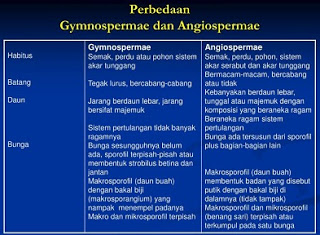 Perbedaan
Gymnospermae dan Angiospermae
Gymnospermae
Angiospermae
Habitus
Semak, perdu atau pohon sistem
akar tunggang
Semak, perdu, pohon, sistem
akar serabut dan akar tunggang
Batang
Tegak lurus, bercabang-cabang
Bermacam-macam, bercabang
atau tidak
Daun
Jarang berdaun lebar, jarang
bersifat majemuk
Sistem pertulangan tidak banyak
ragamnya
Kebanyakan berdaun lebar,
tunggal atau majemuk dengan
komposisi yang beraneka ragam
Beraneka ragam sistem
pertulangan
Bunga
Bunga sesungguhnya belum
ada, sporofil terpisah-pisah atau
membentuk strobilus betina dan
jantan
Makrosporofil (daun buah)
dengan bakal biji
(makrosporangium) yang
nampak menempel padanya
Makro dan mikrosporofil terpisah
Bunga ada tersusun dari sporofil
plus bagian-bagian lain
Makrosporofil (daun buah)
membentuk badan yang disebut
putik dengan bakal biji di
dalamnya (tidak tampak)
Makrosporofil dan mikrosporofil
(benang sari) terpisah atau
terkumpul pada satu bunga